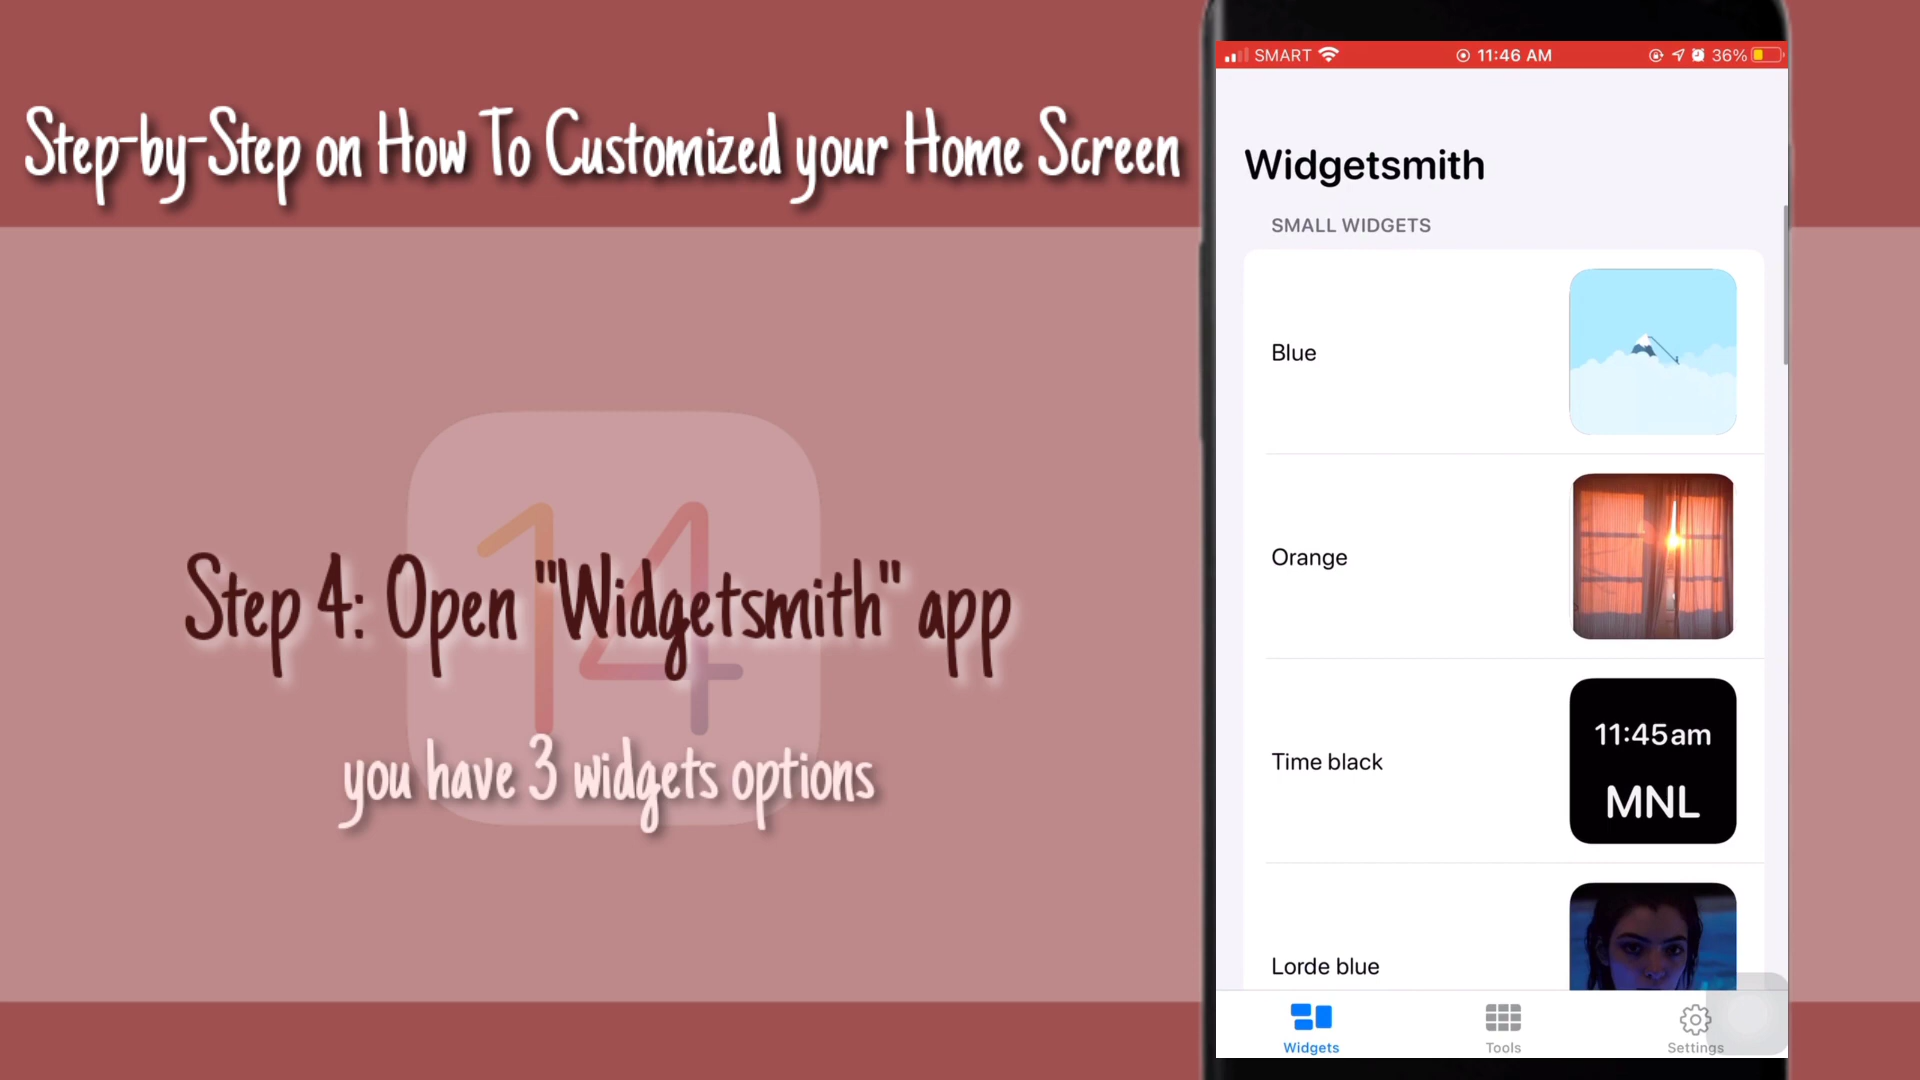 Step-by-Step on How To Customized your Home Screen
14
Step 4: Open "Widgetsmith" app
you have 3 widgets options
SMART 11:46 AM 36%
Widgetsmith
SMALL WIDGETS
Blue
Orange
Time black
11:45am
MNL
Lorde blue
Widgets Tools Settings